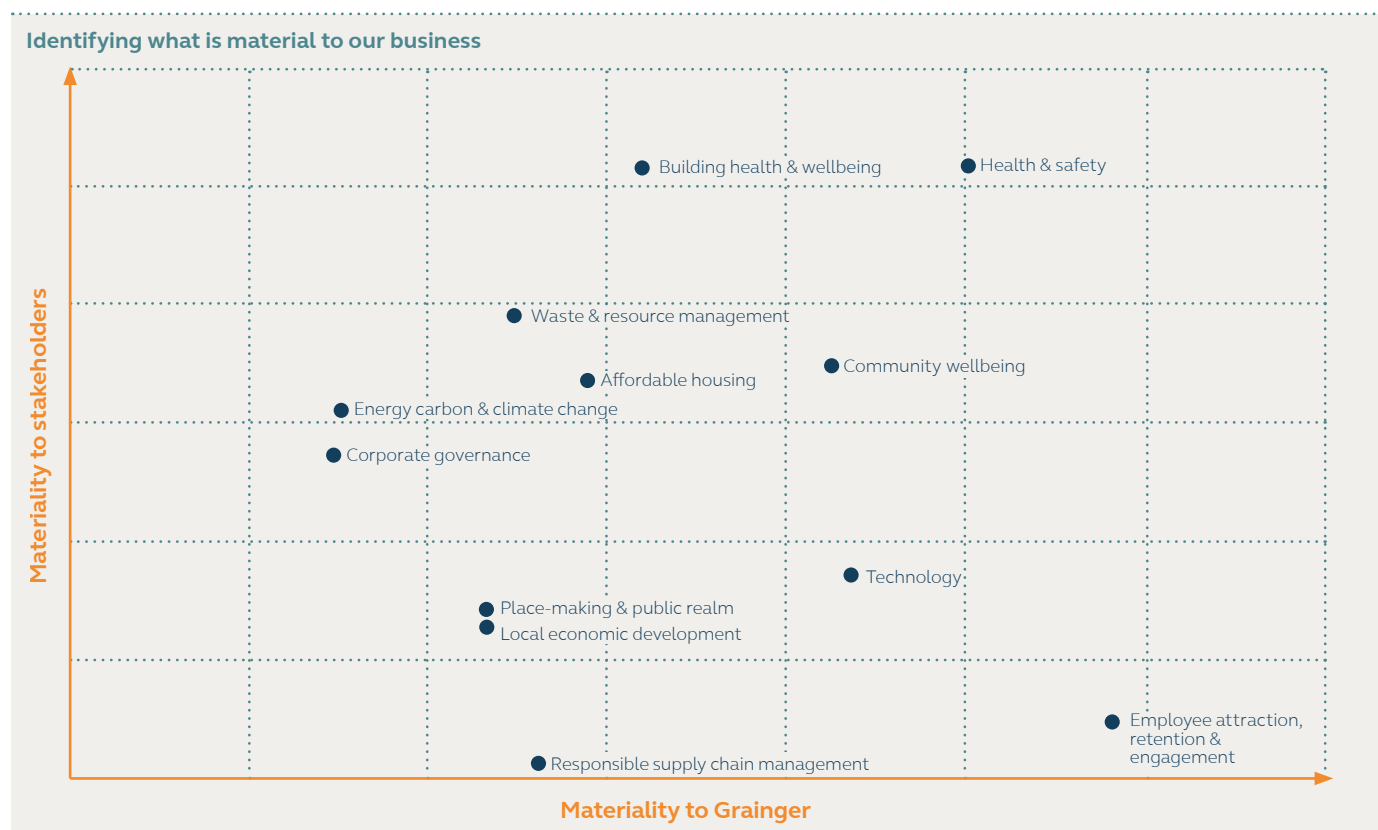 Identifying what is material to our business
Materiality to stakeholders
Building health & wellbeing
Health & safety
Waste & resource management
Community wellbeing
Affordable housing
Energy carbon & climate change
Corporate governance
Technology
Place-making & public realm
Local economic development
Employee attraction,
retention &
engagement
Responsible supply chain management
Materiality to Grainger